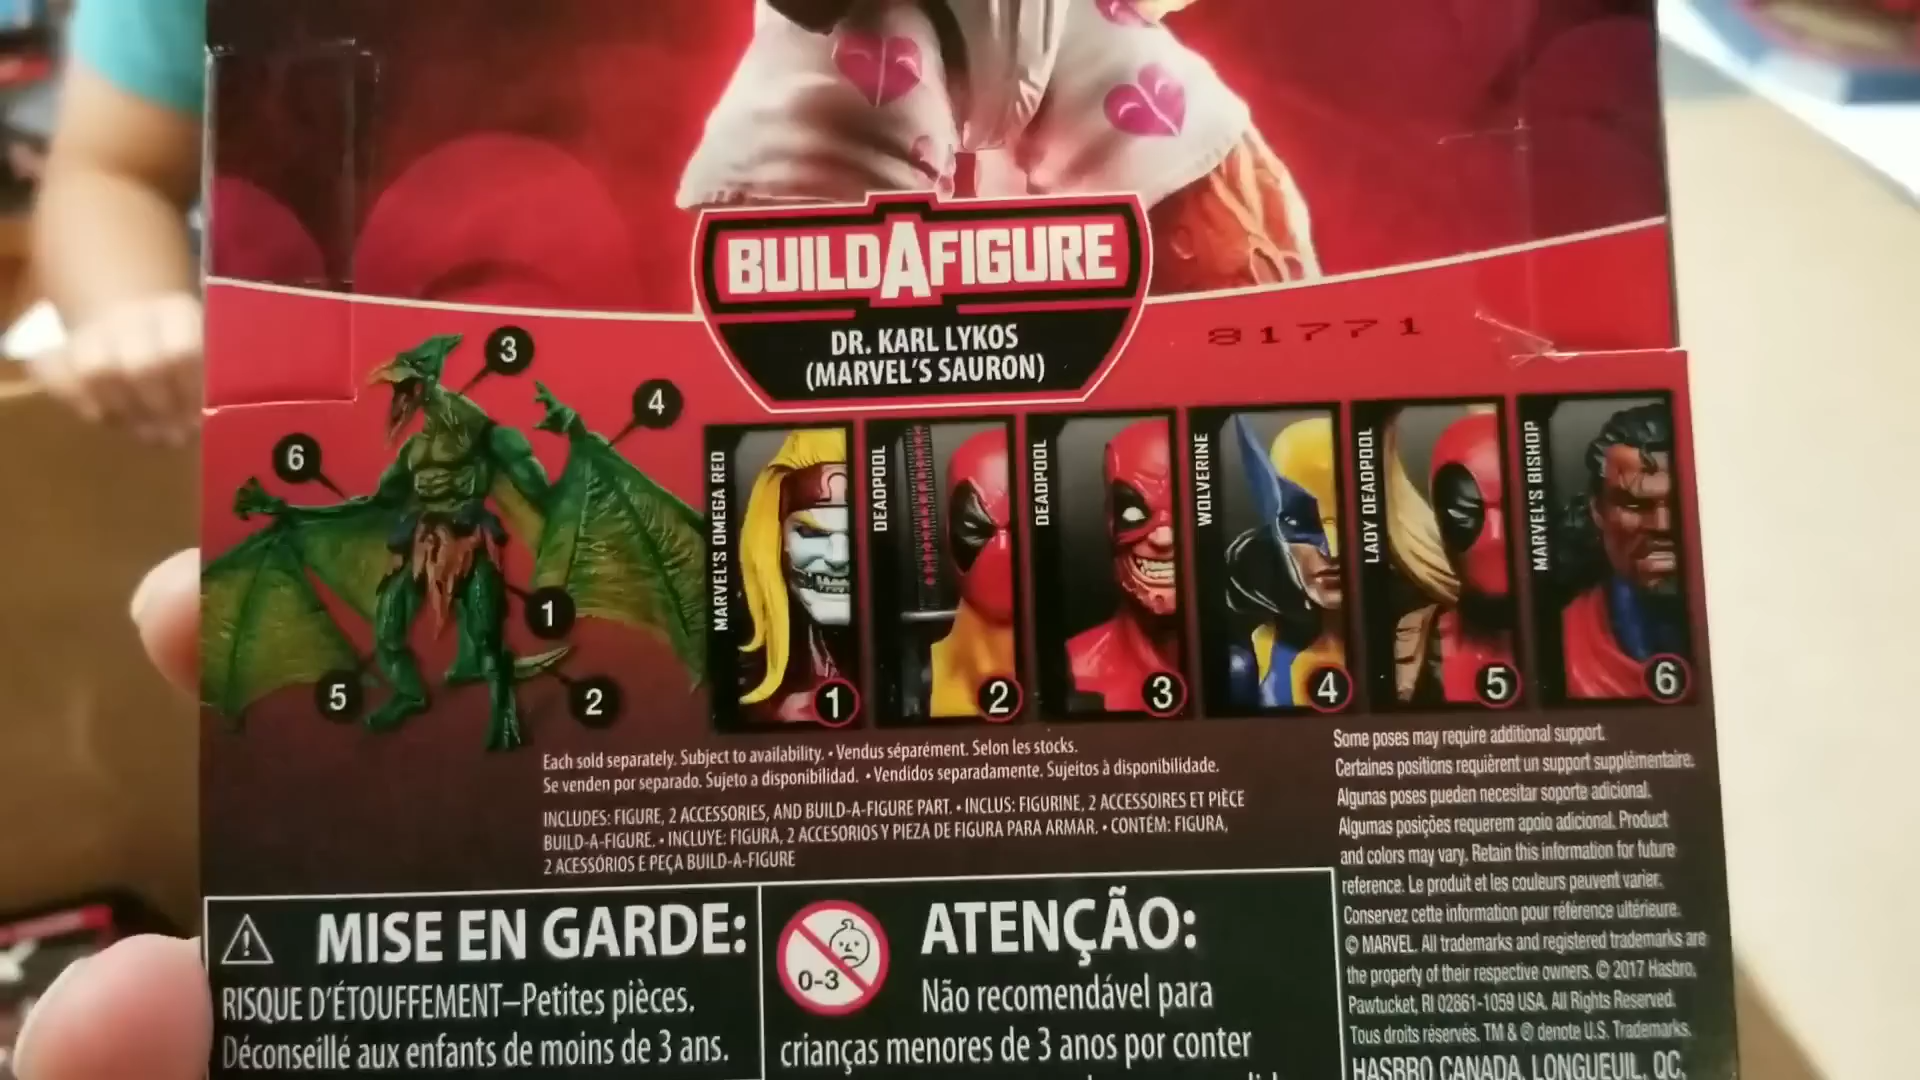 BUILDAFIGURE
DR. KARL LYKOS
(MARVEL'S SAURON)
81771
3
4
6
1
5
2
MARVEL'S OMEGA RED
1
DEADPOOL
2
DEADPOOL
3
WOLVERINE
4
LADY DEADPOOL
5
MARVEL'S BISHOP
6
Each sold separately. Subject to availability. • Vendus séparément. Selon les stocks.
Se venden por separado. Sujeto a disponibilidad. • Vendidos separadamente. Sujeitos à disponibilidade.
INCLUDES: FIGURE, 2 ACCESSORIES, AND BUILD-A-FIGURE PART. • INCLUS: FIGURINE, 2 ACCESSOIRES ET PIÈCE
BUILD-A-FIGURE. • INCLUYE: FIGURA, 2 ACCESORIOS Y PIEZA DE FIGURA PARA ARMAR. • CONTÉM: FIGURA,
2 ACESSÓRIOS E PEÇA BUILD-A-FIGURE
Some poses may require additional support.
Certaines positions requièrent un support supplémentaire.
Algunas poses pueden necesitar soporte adicional.
Algumas posições requerem apoio adicional. Product
and colors may vary. Retain this information for future
reference. Le produit et les couleurs peuvent varier.
Conservez cette information pour référence ultérieure.
© MARVEL. All trademarks and registered trademarks are
the property of their respective owners. © 2017 Hasbro,
Pawtucket, RI 02861-1059 USA. All Rights Reserved.
Tous droits réservés. TM & ® denote U.S. Trademarks.
HASBRO CANADA, LONGUEUIL, QC,
MISE EN GARDE:
RISQUE D'ÉTOUFFEMENT–Petites pièces.
Déconseillé aux enfants de moins de 3 ans.
0-3
ATENÇÃO:
Não recomendável para
crianças menores de 3 anos por conter